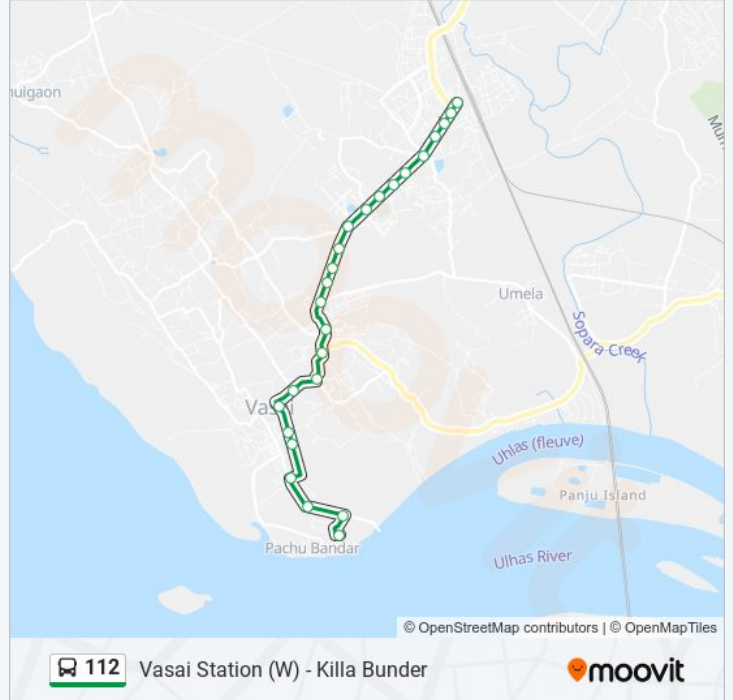 Umela
Sopara Creek
Vasai
Uhlas (fleuve)
Panju Island
Pachu Bandar
Ulhas River
© OpenStreetMap contributors | © OpenMapTiles
112 Vasai Station (W) - Killa Bunder
moovit